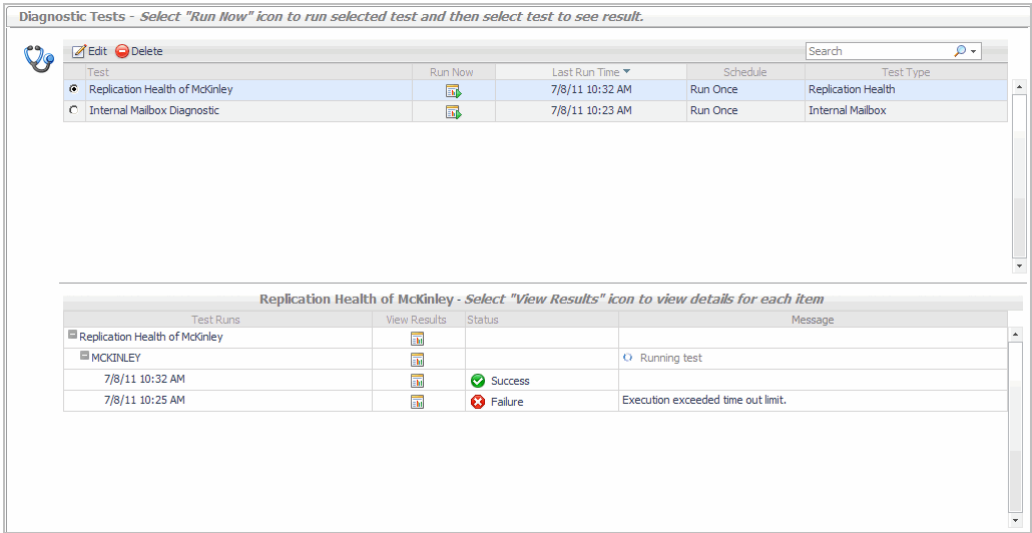 Diagnostic Tests - Select "Run Now" icon to run selected test and then select test to see result.
Edit Delete Search
Test Run Now Last Run Time Schedule Test Type
Replication Health of McKinley 7/8/11 10:32 AM Run Once Replication Health
Internal Mailbox Diagnostic 7/8/11 10:23 AM Run Once Internal Mailbox
Replication Health of McKinley - Select "View Results" icon to view details for each item
Test Runs View Results Status Message
Replication Health of McKinley
MCKINLEY Running test
7/8/11 10:32 AM Success
7/8/11 10:25 AM Failure Execution exceeded time out limit.